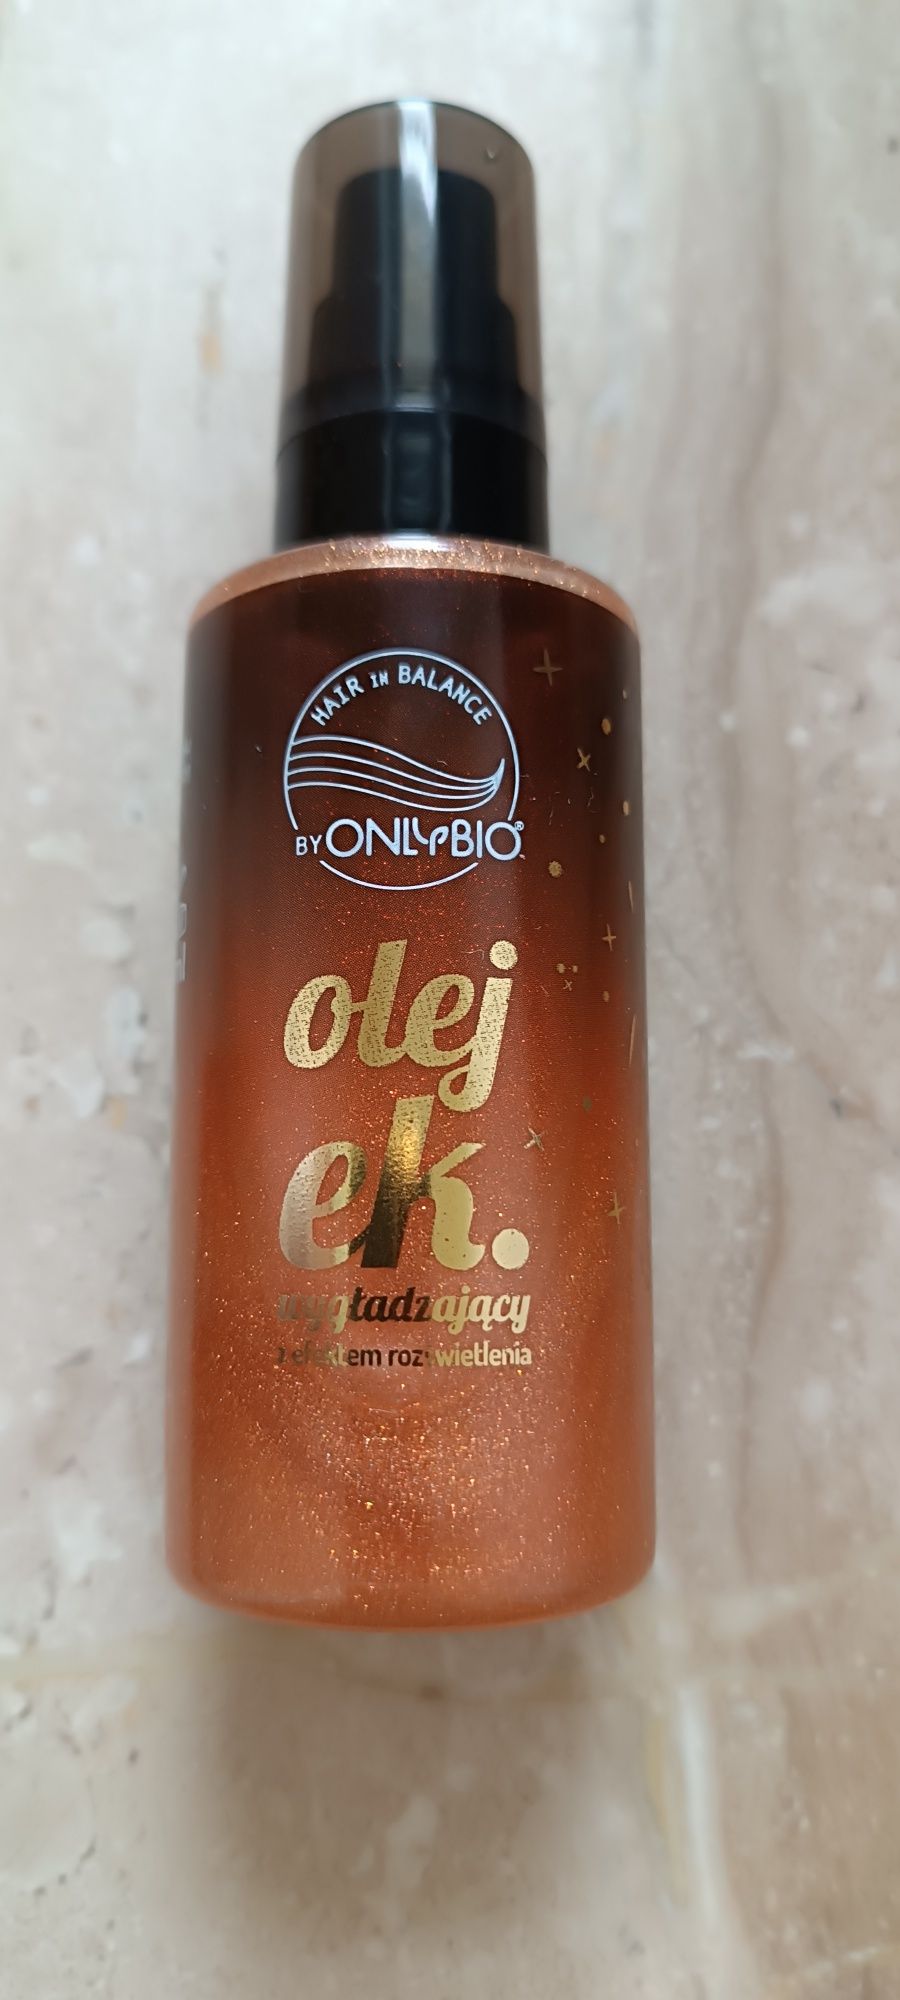 HAIR IN BALANCE
BY ONLYBIO®
olej
ek.
wygładzający
z efektem rozświetlenia